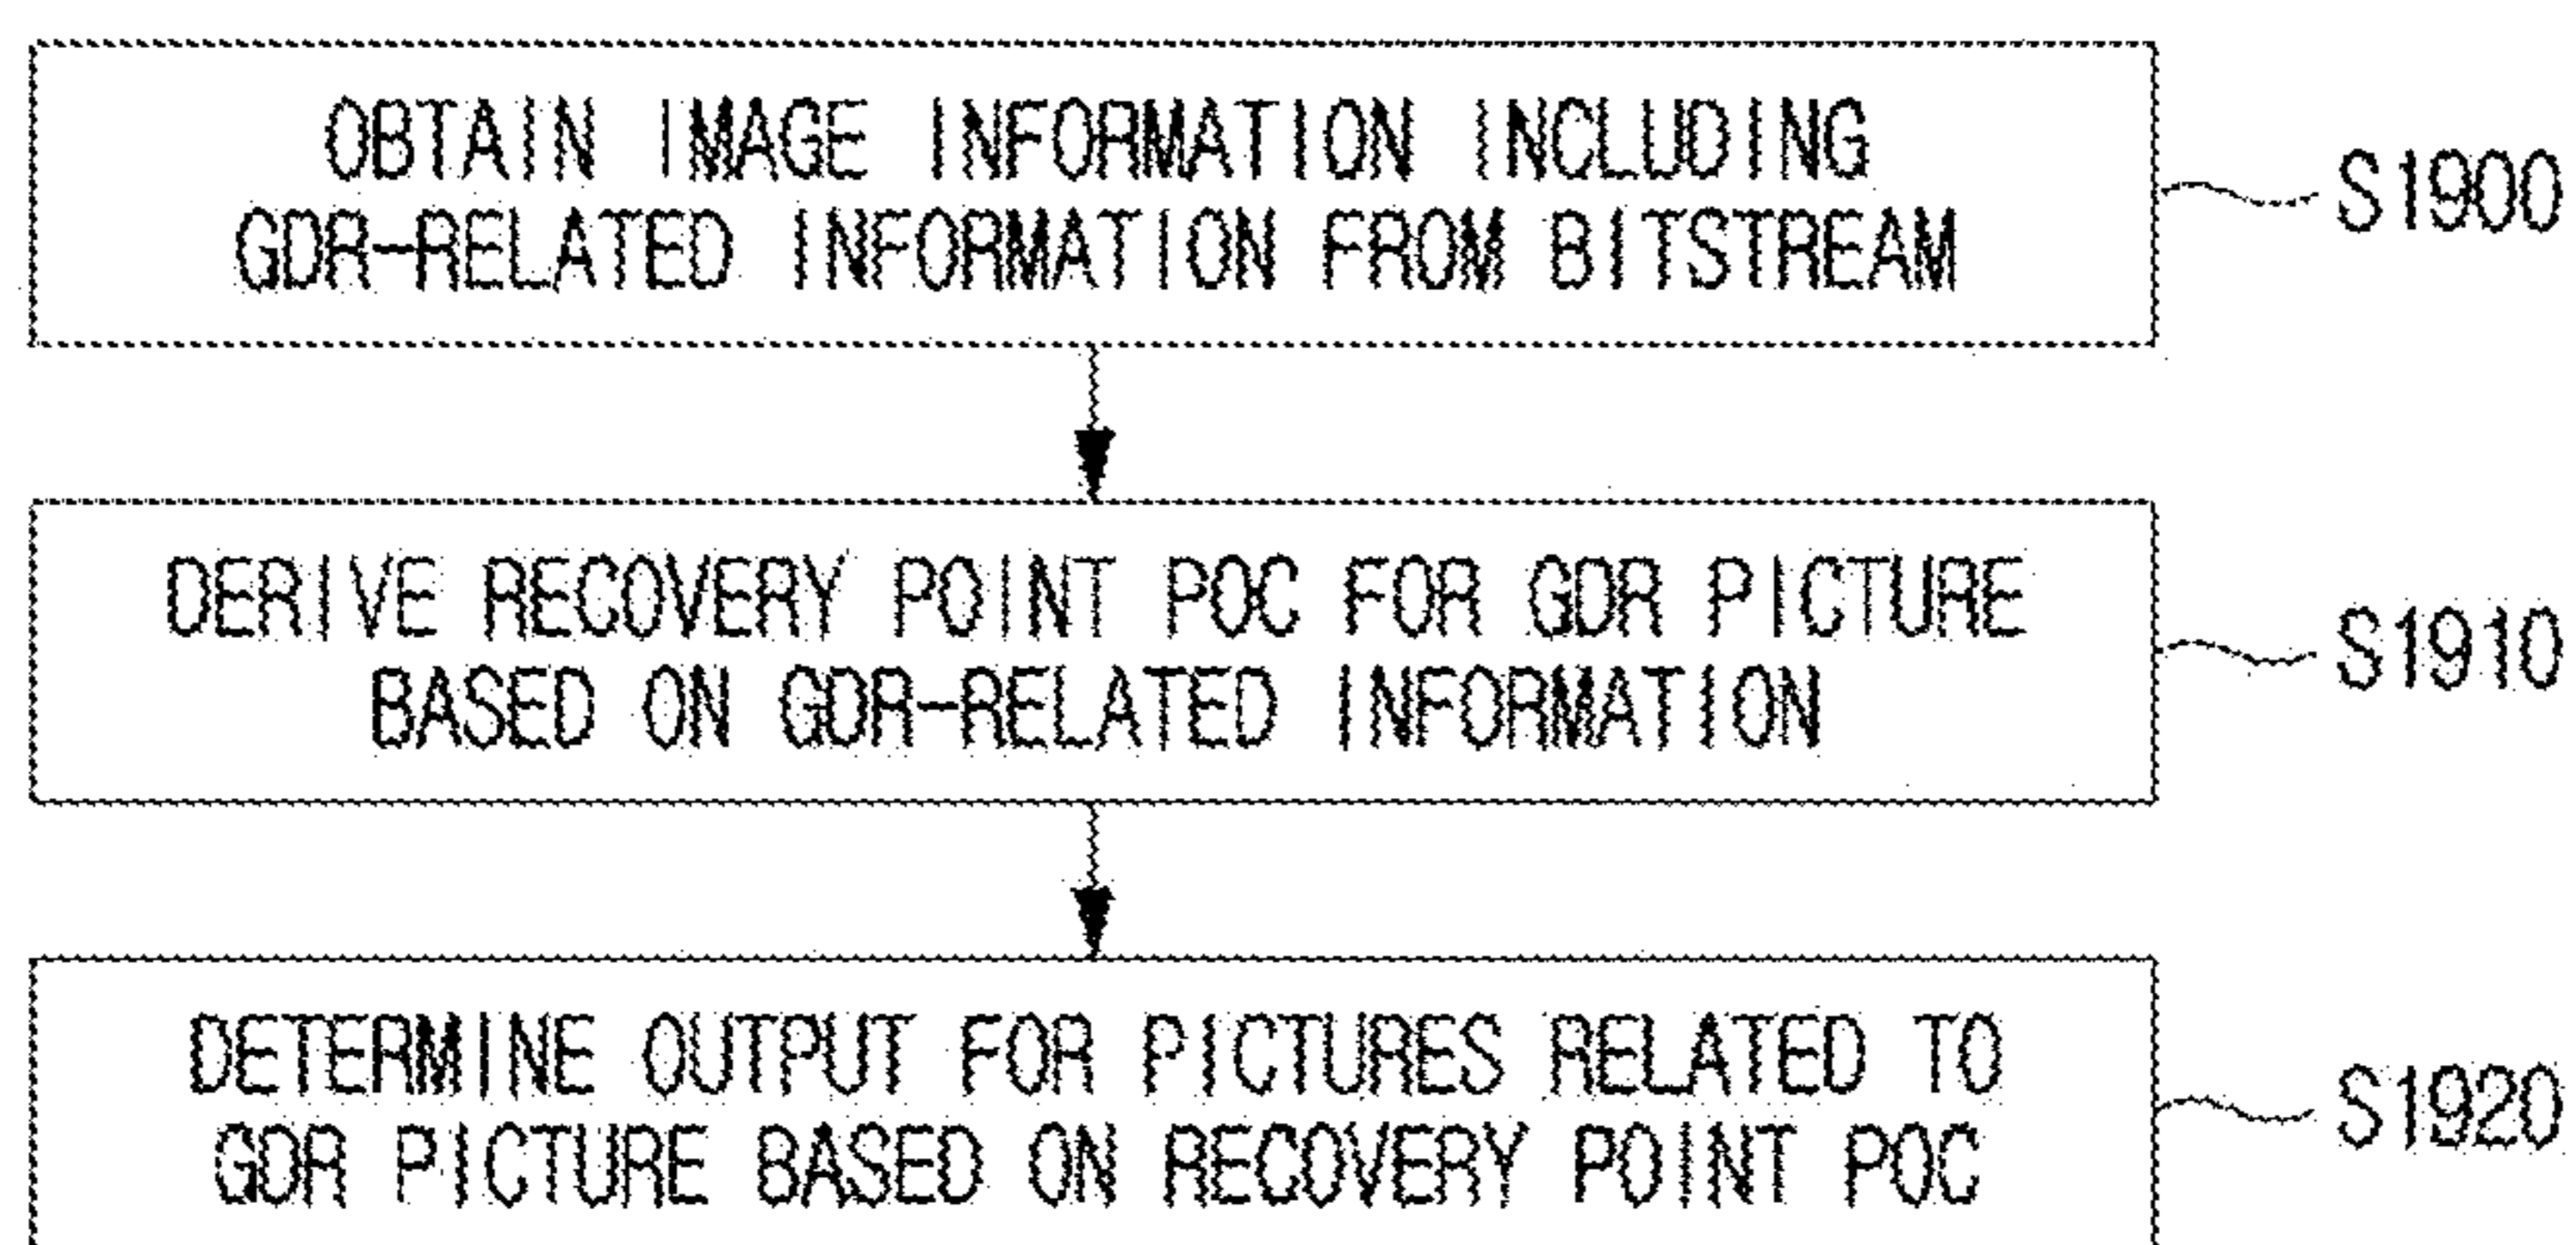 OBTAIN IMAGE INFORMATION INCLUDING
GDR-RELATED INFORMATION FROM BITSTREAM
S1900
DERIVE RECOVERY POINT POC FOR GDR PICTURE
BASED ON GDR-RELATED INFORMATION
S1910
DETERMINE OUTPUT FOR PICTURES RELATED TO
GDR PICTURE BASED ON RECOVERY POINT POC
S1920